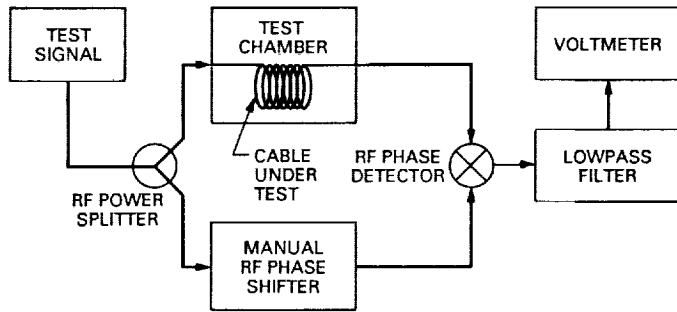 TEST
SIGNAL
TEST
CHAMBER
VOLTMETER
CABLE
UNDER
TEST
RF PHASE
DETECTOR
LOWPASS
FILTER
RF POWER
SPLITTER
MANUAL
RF PHASE
SHIFTER